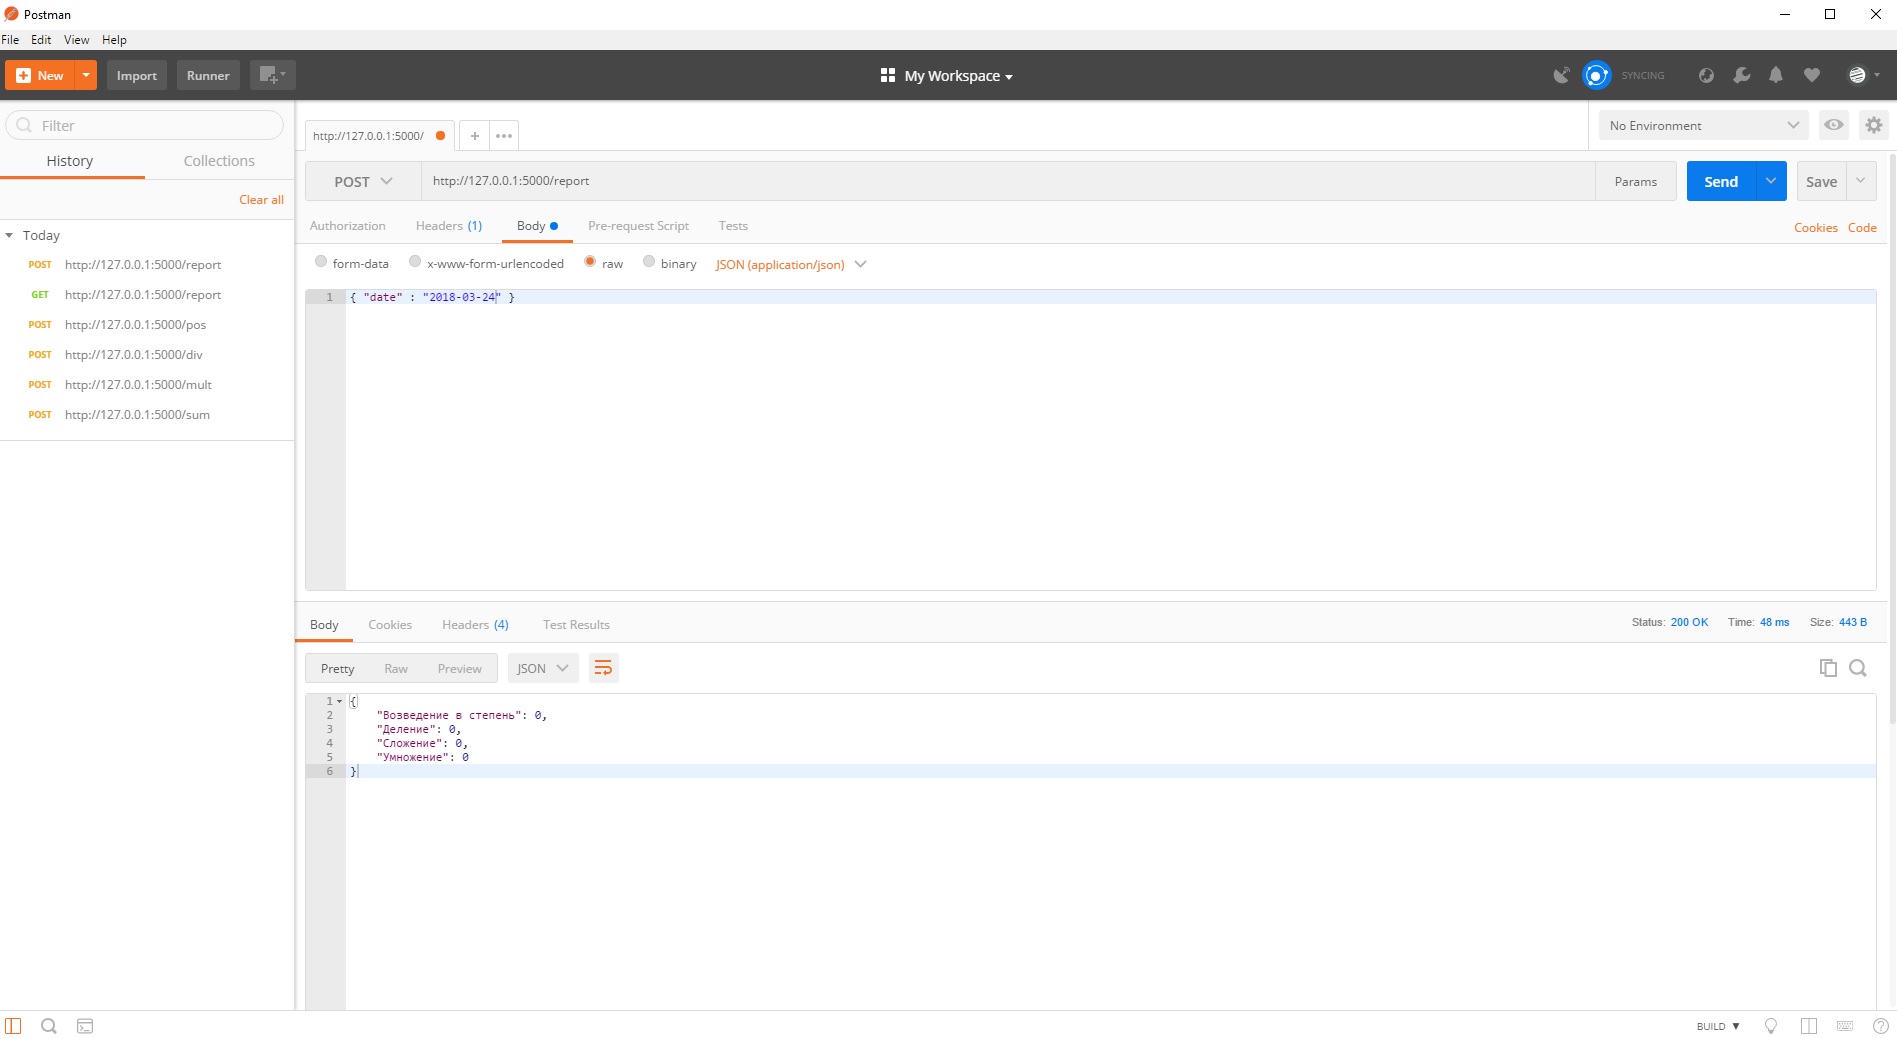 Postman
File Edit View Help
New Import Runner My Workspace SYNCING
Filter
History Collections
Clear all
Today
POST http://127.0.0.1:5000/report
GET http://127.0.0.1:5000/report
POST http://127.0.0.1:5000/pos
POST http://127.0.0.1:5000/div
POST http://127.0.0.1:5000/mult
POST http://127.0.0.1:5000/sum
http://127.0.0.1:5000/ + ••• No Environment
POST http://127.0.0.1:5000/report Params Send Save
Authorization Headers (1) Body Pre-request Script Tests Cookies Code
form-data x-www-form-urlencoded raw binary JSON (application/json)
1 { "date" : "2018-03-24" }
Body Cookies Headers (4) Test Results Status: 200 OK Time: 48 ms Size: 443 B
Pretty Raw Preview JSON
1 {
2 "Возведение в степень": 0,
3 "Деление": 0,
4 "Сложение": 0,
5 "Умножение": 0
6 }
BUILD ▼ ?